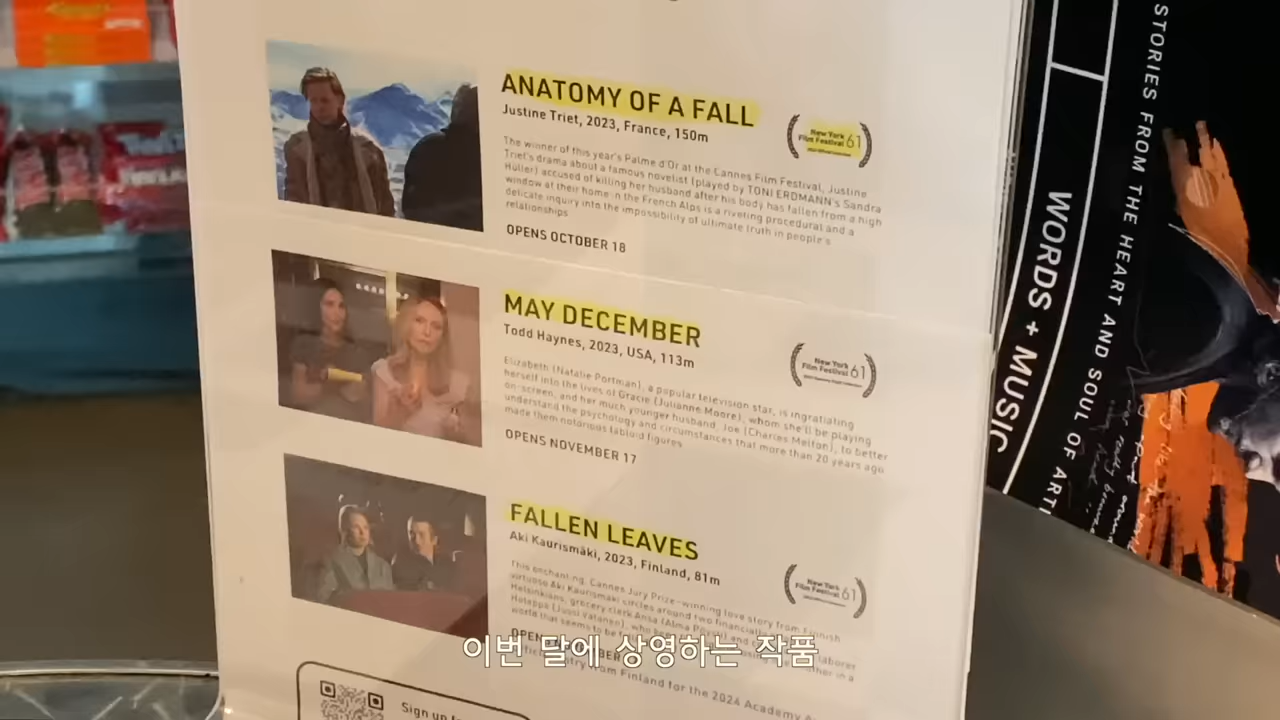 ANATOMY OF A FALL
Justine Triet, 2023, France, 150m
New York
Film Festival 61
The winner of this year's Palme d'Or at the Cannes Film Festival, Justine
Triet's drama about a famous novelist (played by TONI ERDMANN's Sandra
Hüller) accused of killing her husband after his body has fallen from a high
window at their home in the French Alps is a riveting procedural and a
delicate inquiry into the impossibility of ultimate truth in people's
relationships.
OPENS OCTOBER 18
MAY DECEMBER
Todd Haynes, 2023, USA, 113m
New York
Film Festival 61
Elizabeth (Natalie Portman), a popular television star, is ingratiating
herself into the lives of Gracie (Julianne Moore), whom she'll be playing
on-screen, and her much younger husband, Joe (Charles Melton), to better
understand the psychology and circumstances that more than 20 years ago
made them notorious tabloid figures.
OPENS NOVEMBER 17
FALLEN LEAVES
Aki Kaurismäki, 2023, Finland, 81m
New York
Film Festival 61
This enchanting, Cannes Jury Prize-winning love story from Finnish
virtuoso Aki Kaurismäki circles around two financially
Helsinkians, grocery clerk Ansa (Alma
Holappa (Jussi Vatanen), who
world that seems to be
from Finland for the 2024 Academy
이번 달에 상영하는 작품
Sign up
STORIES FROM THE HEART AND SOUL OF
WORDS + MUSIC